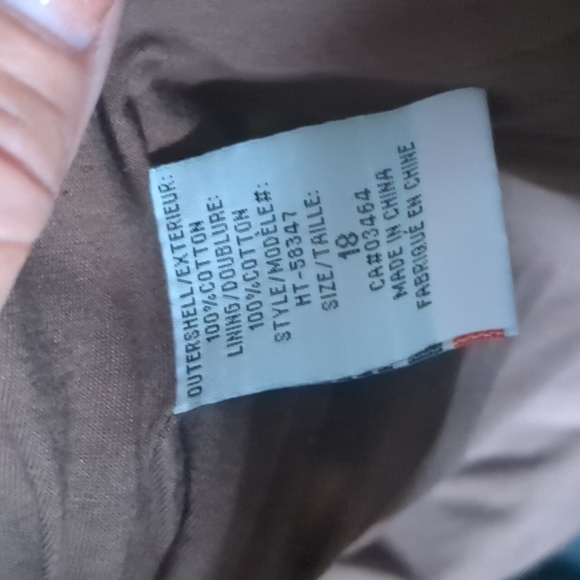 OUTERSHELL/EXTERIEUR:
100%COTTON
LINING/DOUBLURE:
100%COTTON
STYLE/MODÈLE#:
HT-58347
SIZE/TAILLE:
18
CA#03464
MADE IN CHINA
FABRIQUÉ EN CHINE